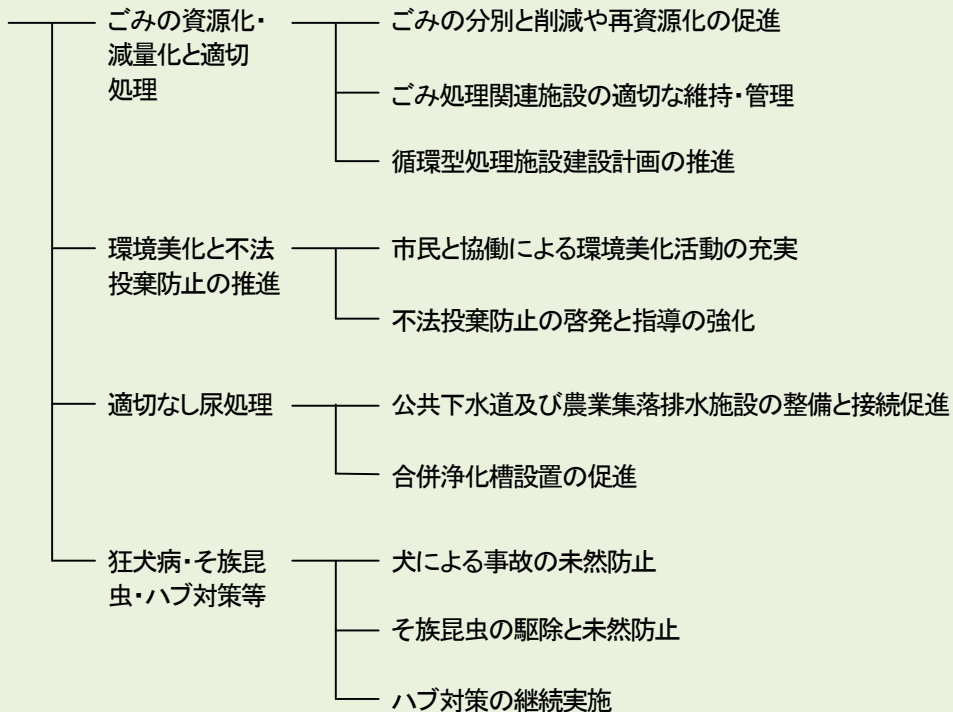 ごみの資源化・
減量化と適切
処理
ごみの分別と削減や再資源化の促進
ごみ処理関連施設の適切な維持・管理
循環型処理施設建設計画の推進
環境美化と不法
投棄防止の推進
市民と協働による環境美化活動の充実
不法投棄防止の啓発と指導の強化
適切なし尿処理
公共下水道及び農業集落排水施設の整備と接続促進
合併浄化槽設置の促進
狂犬病・そ族昆
虫・ハブ対策等
犬による事故の未然防止
そ族昆虫の駆除と未然防止
ハブ対策の継続実施